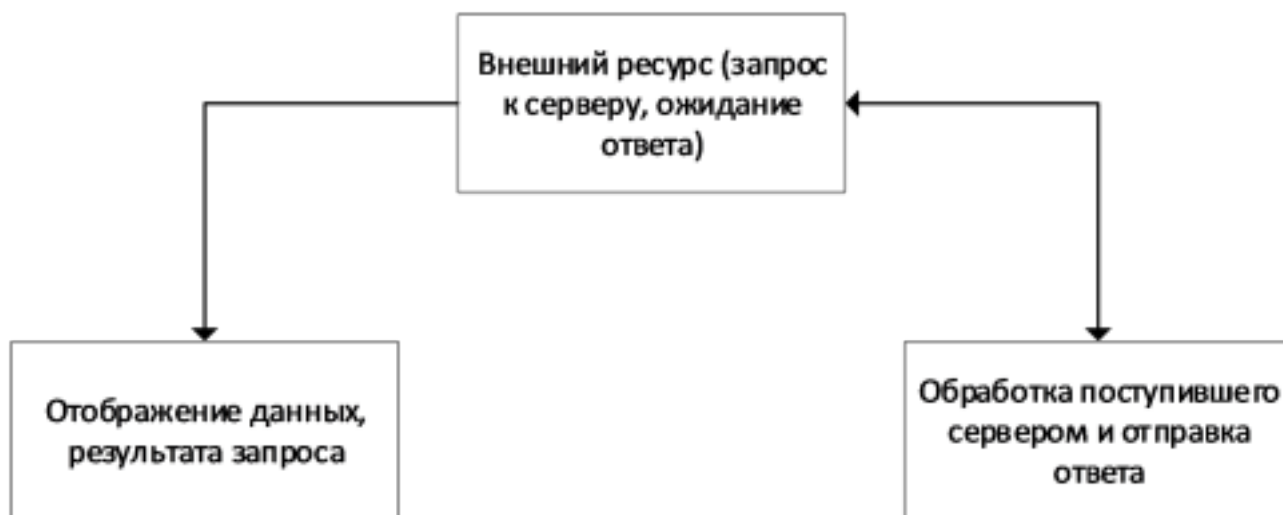 Внешний ресурс (запрос
к серверу, ожидание
ответа)
Отображение данных,
результата запроса
Обработка поступившего
сервером и отправка
ответа